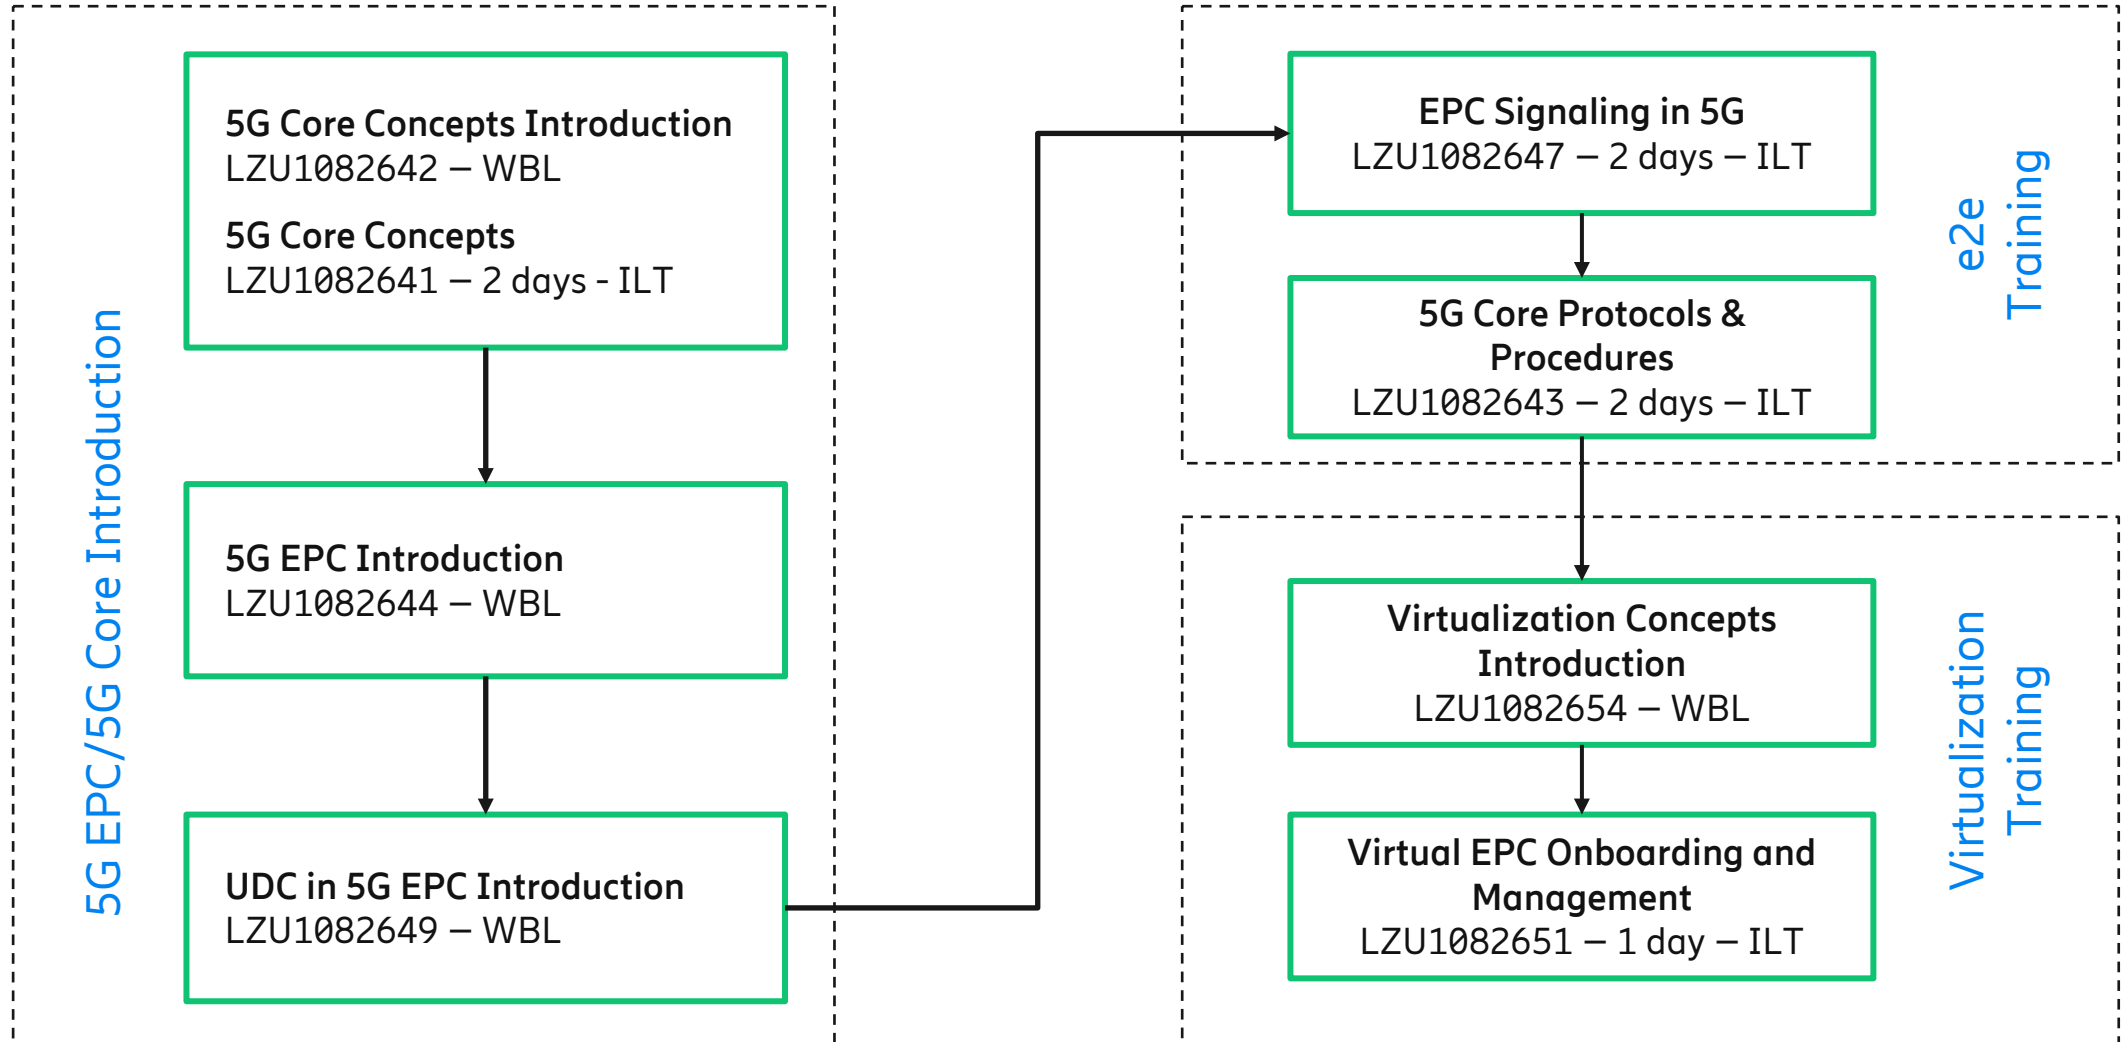 5G EPC/5G Core Introduction
5G Core Concepts Introduction
LZU1082642 – WBL
5G Core Concepts
LZU1082641 – 2 days - ILT
5G EPC Introduction
LZU1082644 – WBL
UDC in 5G EPC Introduction
LZU1082649 – WBL
e2e
Training
EPC Signaling in 5G
LZU1082647 – 2 days – ILT
5G Core Protocols &
Procedures
LZU1082643 – 2 days – ILT
Virtualization
Training
Virtualization Concepts
Introduction
LZU1082654 – WBL
Virtual EPC Onboarding and
Management
LZU1082651 – 1 day – ILT